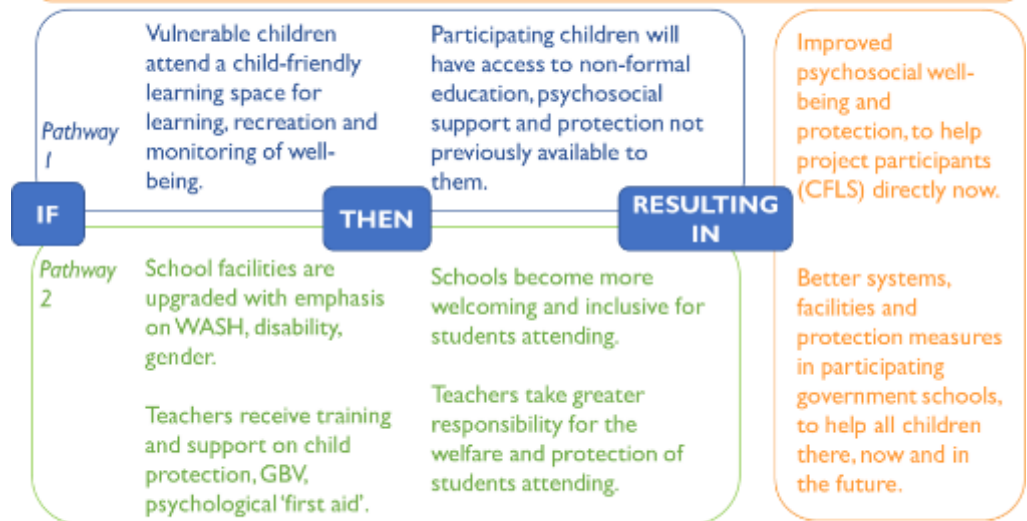 Pathway
1
Vulnerable children
attend a child-friendly
learning space for
learning, recreation and
monitoring of well-
being.
Participating children will
have access to non-formal
education, psychosocial
support and protection not
previously available to
them.
Improved
psychosocial well-
being and
protection, to help
project participants
(CFLS) directly now.
IF
THEN
RESULTING
IN
Pathway
2
School facilities are
upgraded with emphasis
on WASH, disability,
gender.
Teachers receive training
and support on child
protection, GBV,
psychological 'first aid'.
Schools become more
welcoming and inclusive for
students attending.
Teachers take greater
responsibility for the
welfare and protection of
students attending.
Better systems,
facilities and
protection measures
in participating
government schools,
to help all children
there, now and in
the future.